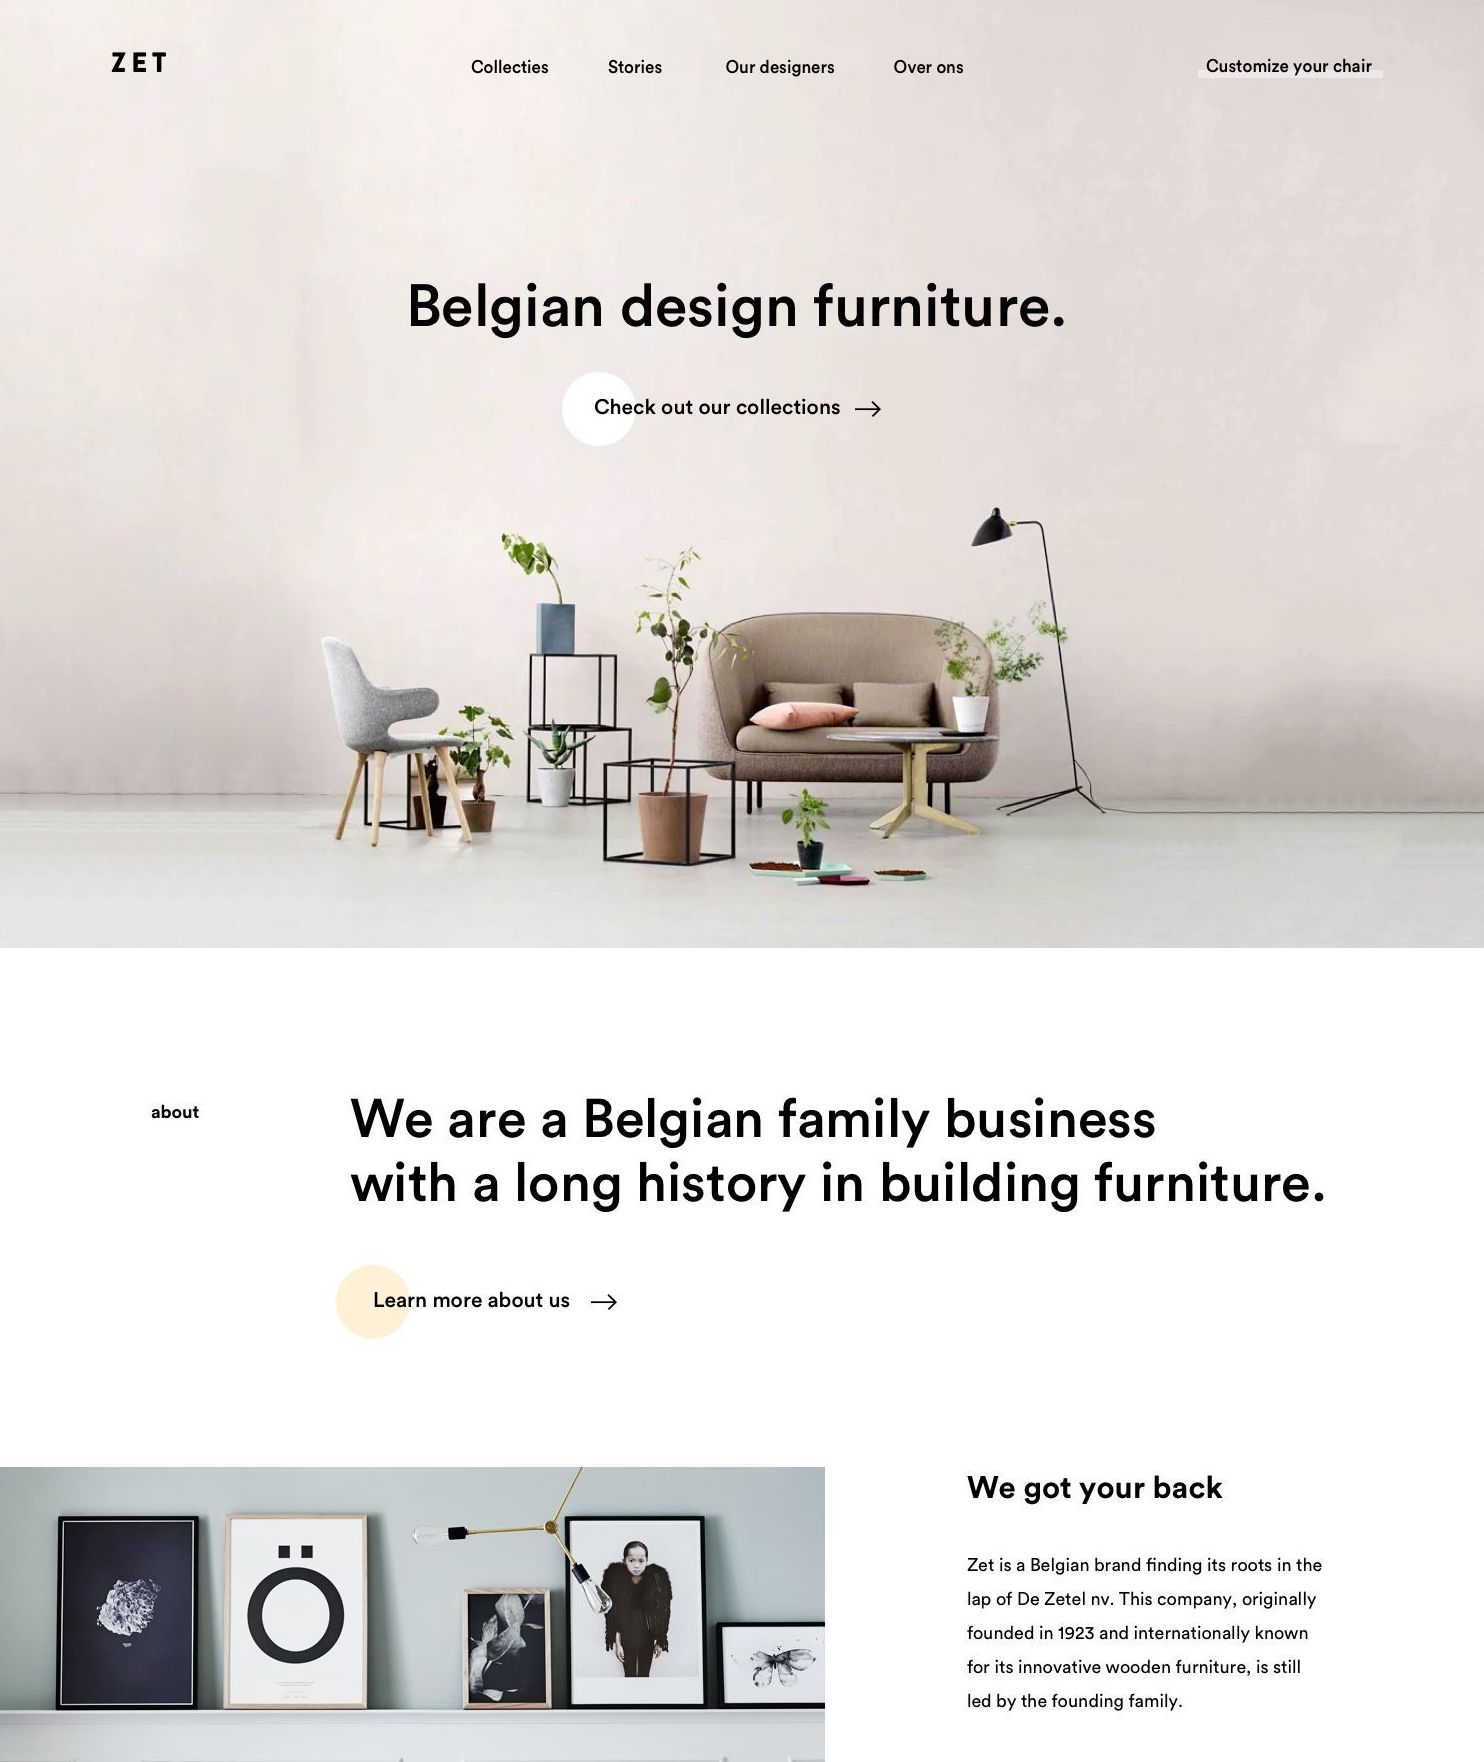 ZET
Collecties
Stories
Our designers
Over ons
Customize your chair
Belgian design furniture.
Check out our collections
about
We are a Belgian family business
with a long history in building furniture.
Learn more about us
We got your back
Zet is a Belgian brand finding its roots in the
lap of De Zetel nv. This company, originally
founded in 1923 and internationally known
for its innovative wooden furniture, is still
led by the founding family.
Ö